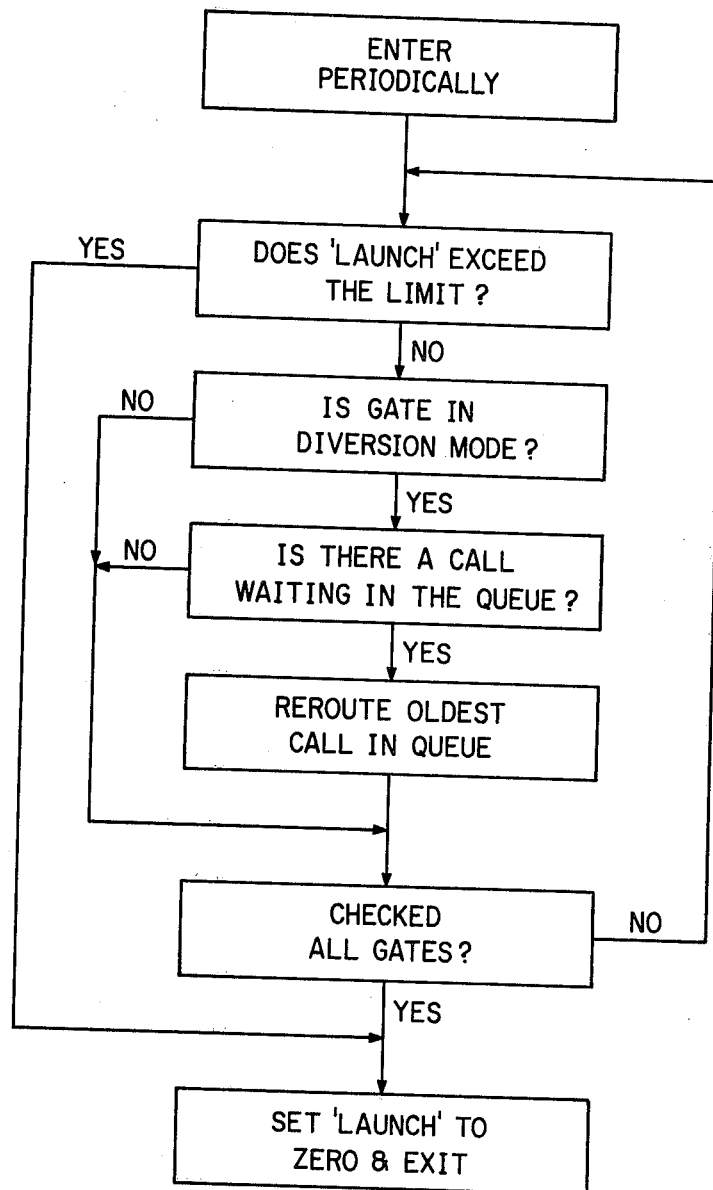 ENTER
PERIODICALLY
YES
DOES 'LAUNCH' EXCEED
THE LIMIT ?
NO
NO
IS GATE IN
DIVERSION MODE ?
YES
NO
IS THERE A CALL
WAITING IN THE QUEUE ?
YES
REROUTE OLDEST
CALL IN QUEUE
CHECKED
ALL GATES ?
NO
YES
SET 'LAUNCH' TO
ZERO & EXIT